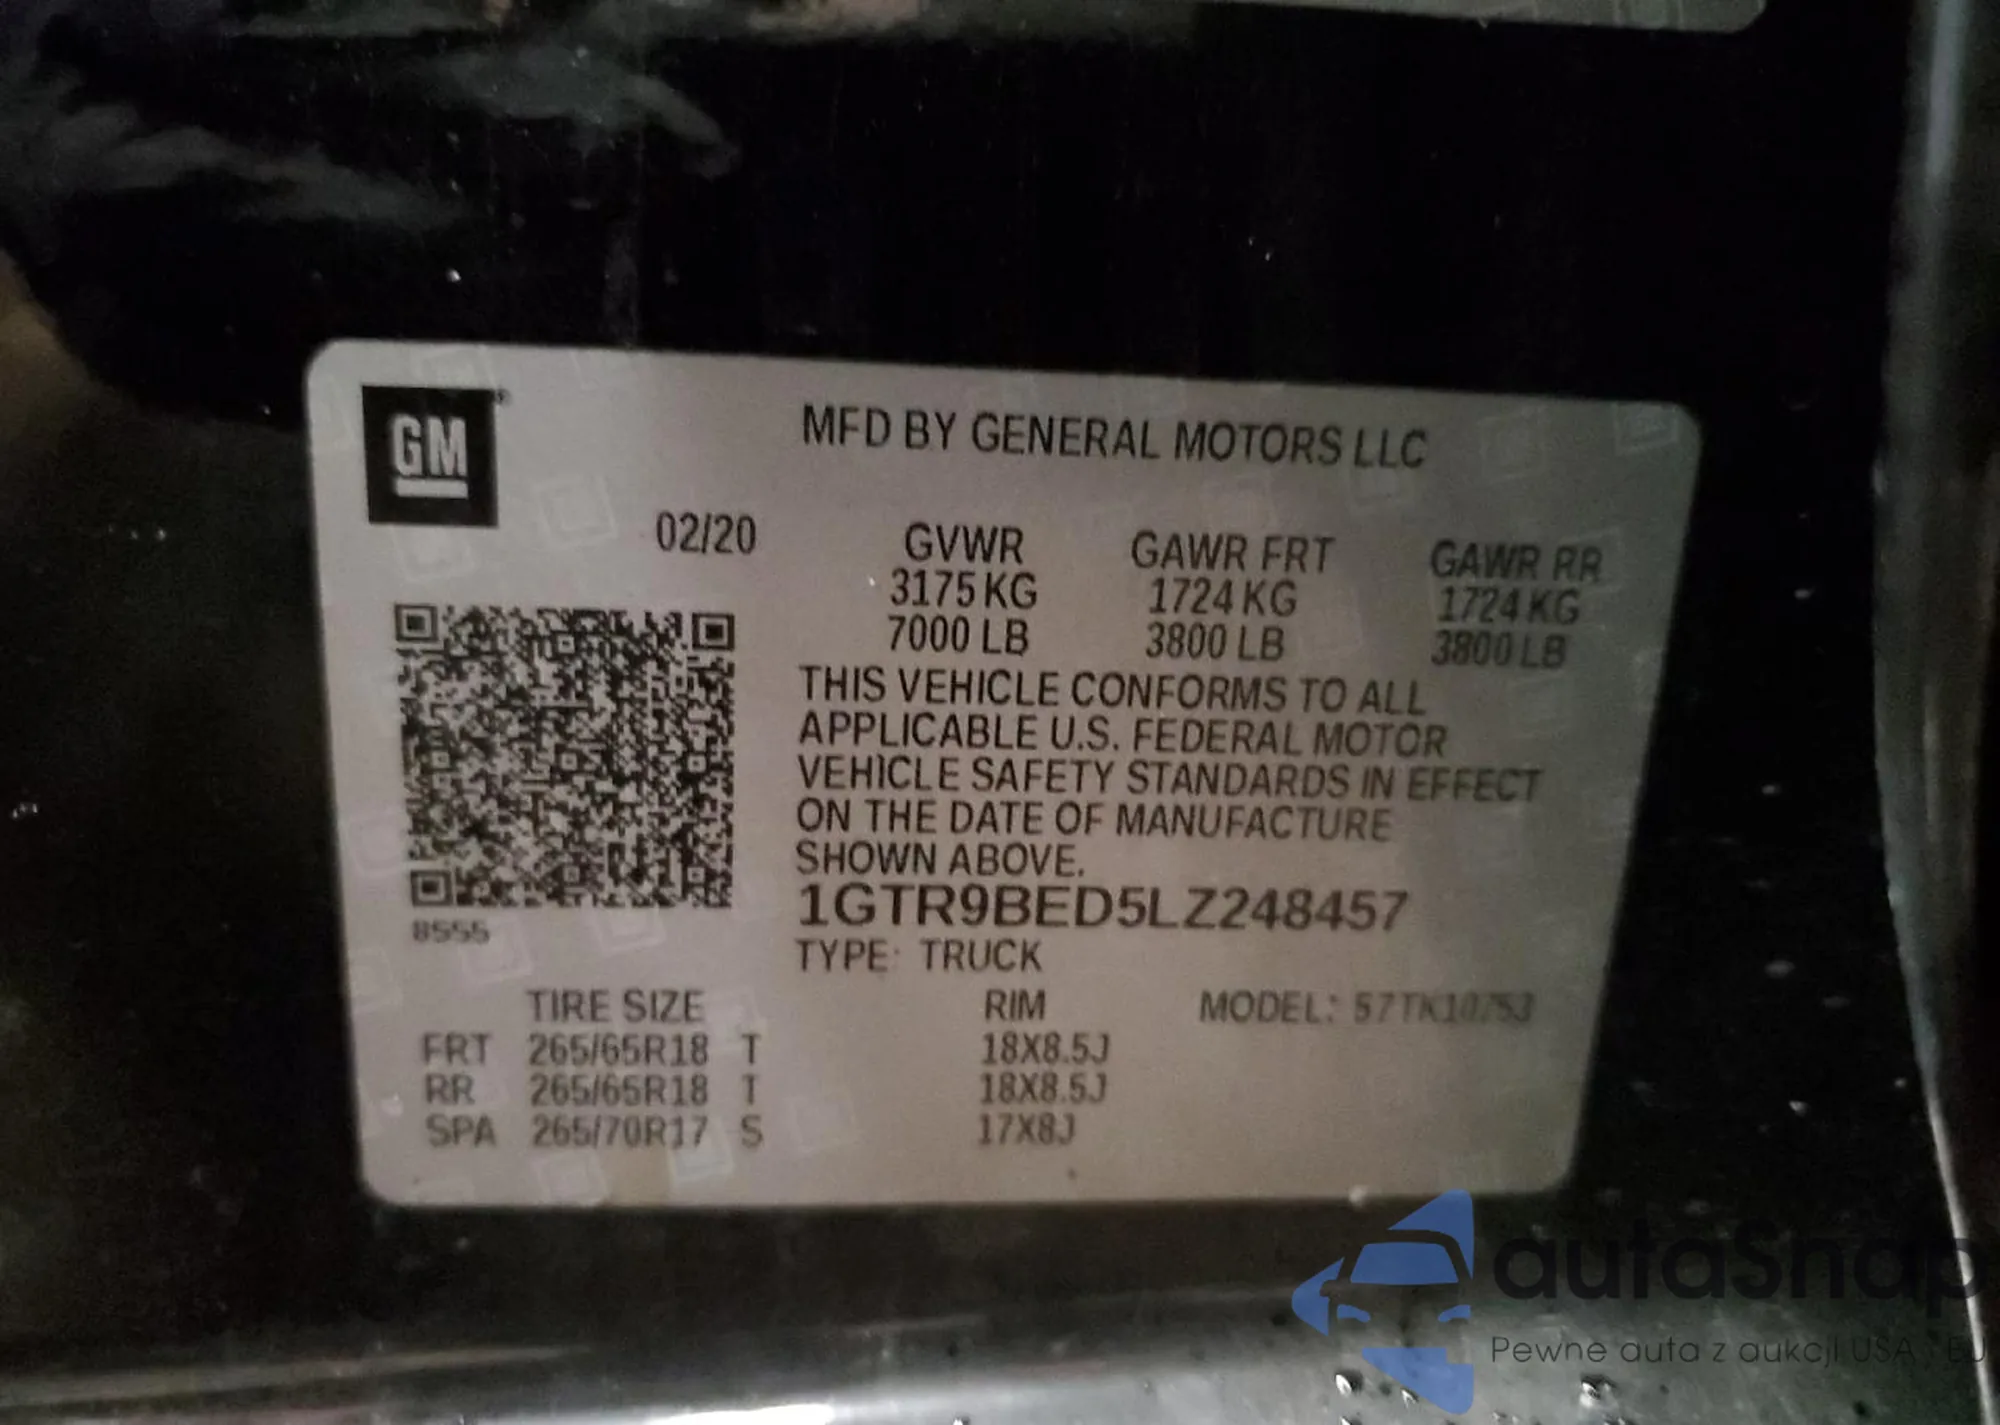 GM
MFD BY GENERAL MOTORS LLC
02/20
GVWR GAWR FRT GAWR RR
3175 KG 1724 KG 1724 KG
7000 LB 3800 LB 3800 LB
THIS VEHICLE CONFORMS TO ALL
APPLICABLE U.S. FEDERAL MOTOR
VEHICLE SAFETY STANDARDS IN EFFECT
ON THE DATE OF MANUFACTURE
SHOWN ABOVE.
1GTR9BED5LZ248457
8555
TYPE: TRUCK
TIRE SIZE RIM MODEL: 57TK10753
FRT 265/65R18 T 18X8.5J
RR 265/65R18 T 18X8.5J
SPA 265/70R17 S 17X8J
autaSnap
Pewne auta z aukcji USA i EU